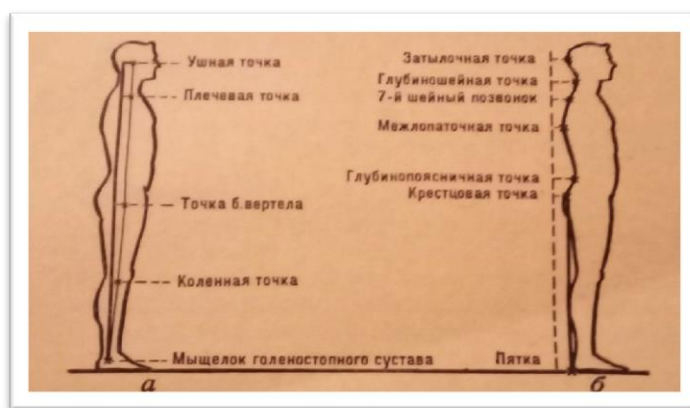 Ушная точка
Плечевая точка
Точка б.вертела
Коленная точка
Мыщелок голеностопного сустава
а
Затылочная точка
Глубиношейная точка
7-й шейный позвонок
Межлопаточная точка
Глубинопоясничная точка
Крестцовая точка
Пятка
б